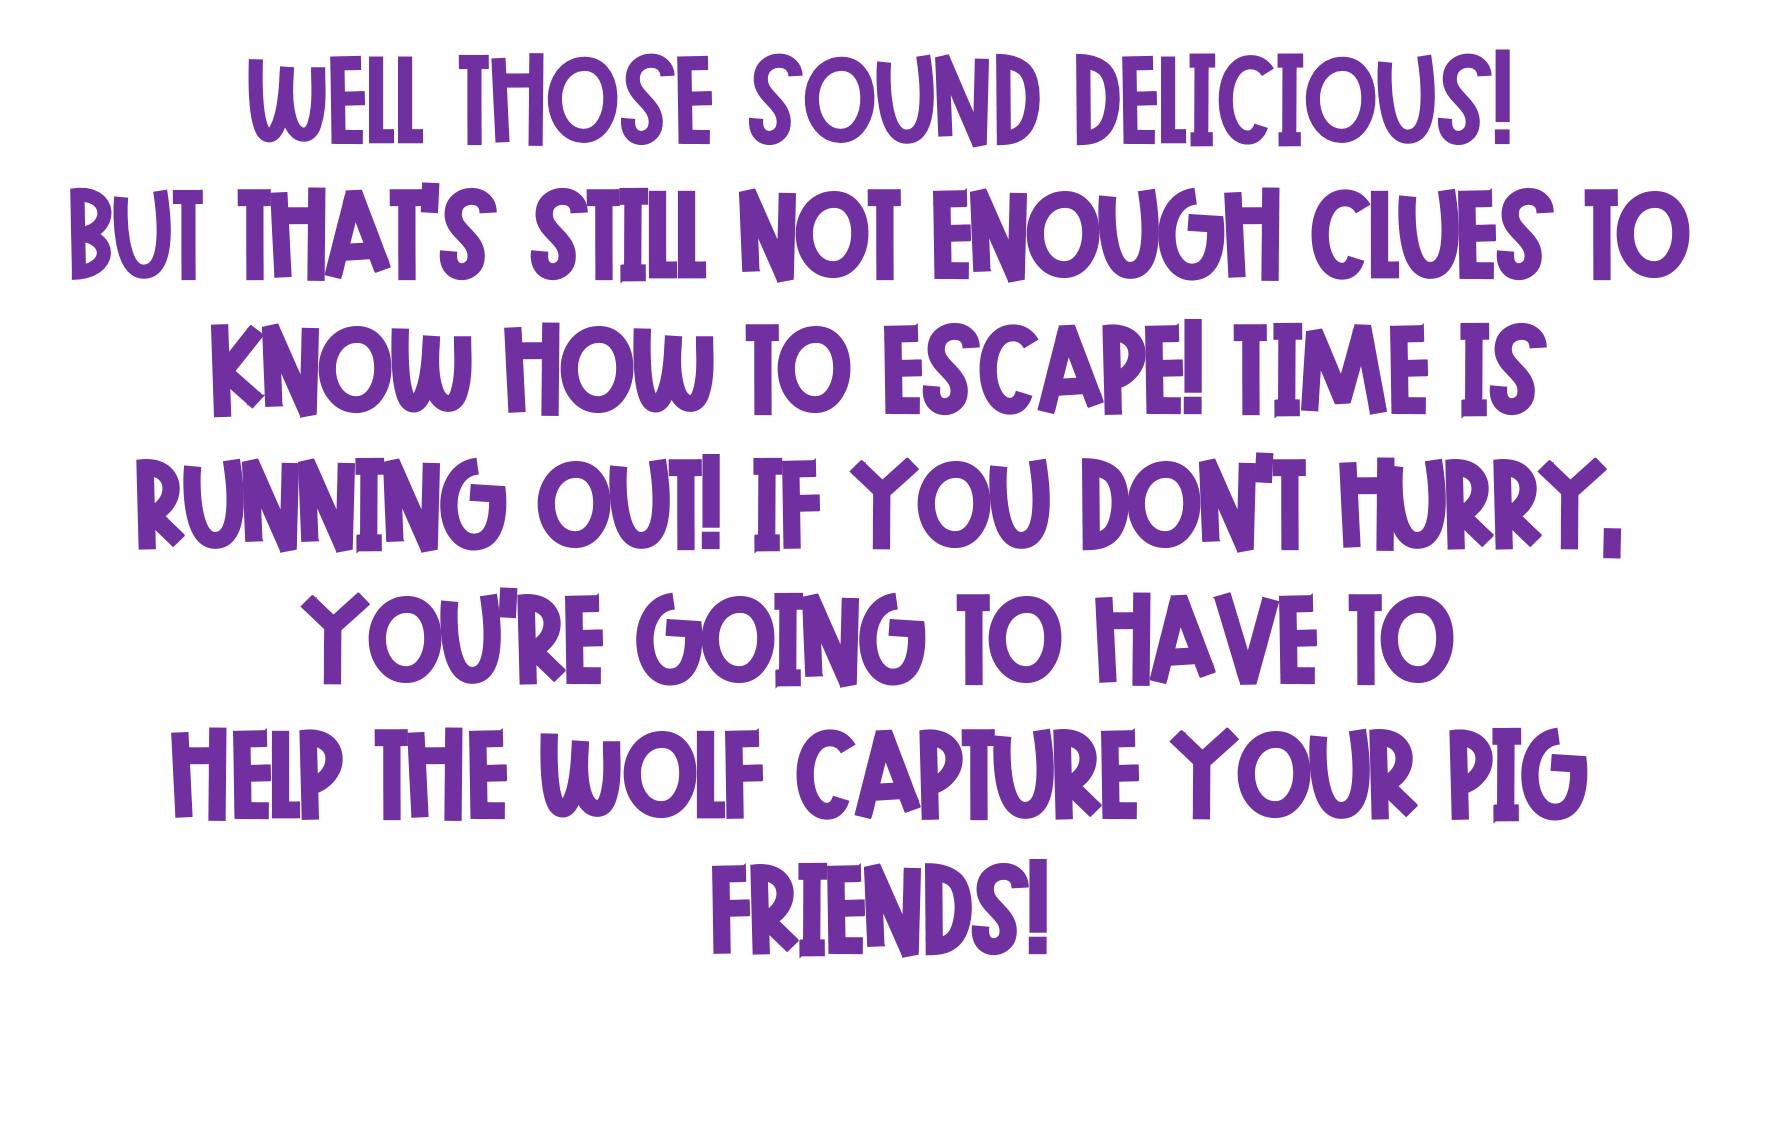 WELL THOSE SOUND DELICIOUS!
BUT THAT'S STILL NOT ENOUGH CLUES TO
KNOW HOW TO ESCAPE! TIME IS
RUNNING OUT! IF YOU DON'T HURRY,
YOU'RE GOING TO HAVE TO
HELP THE WOLF CAPTURE YOUR PIG
FRIENDS!